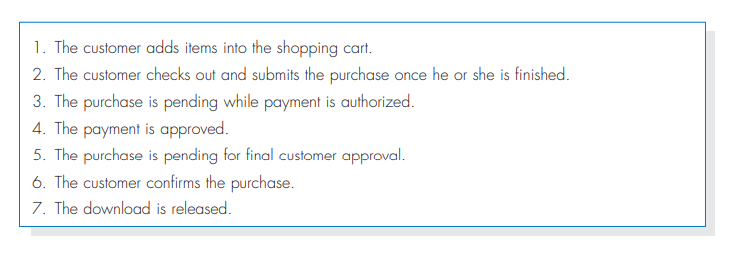 1. The customer adds items into the shopping cart.
2. The customer checks out and submits the purchase once he or she is finished.
3. The purchase is pending while payment is authorized.
4. The payment is approved.
5. The purchase is pending for final customer approval.
6. The customer confirms the purchase.
7. The download is released.